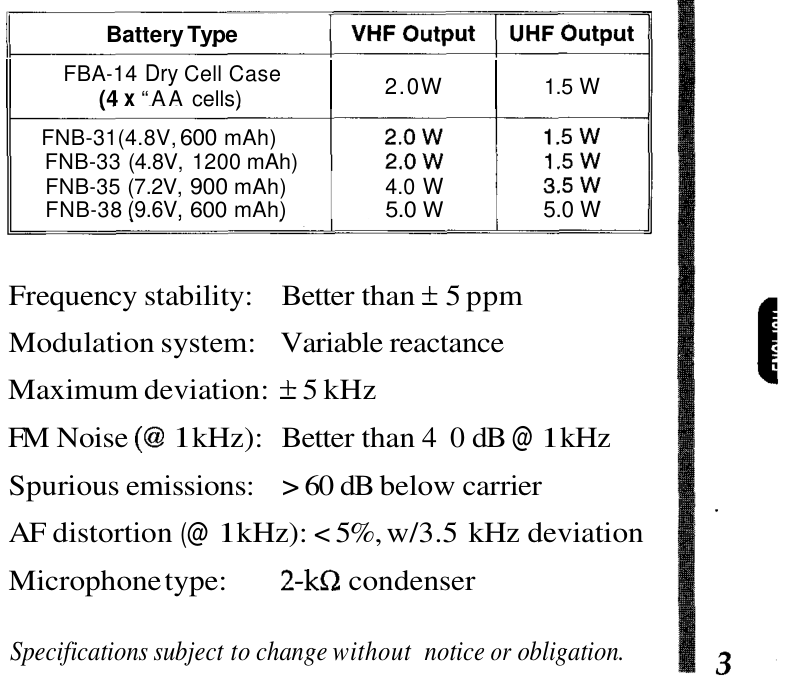 Battery Type VHF Output UHF Output
FBA-14 Dry Cell Case
(4 x “AA cells) 2.0W 1.5 W
FNB-31(4.8V, 600 mAh) 2.0 W 1.5 W
FNB-33 (4.8V, 1200 mAh) 2.0 W 1.5 W
FNB-35 (7.2V, 900 mAh) 4.0 W 3.5 W
FNB-38 (9.6V, 600 mAh) 5.0 W 5.0 W
Frequency stability: Better than ± 5 ppm
Modulation system: Variable reactance
Maximum deviation: ± 5 kHz
FM Noise (@ 1kHz): Better than 4 0 dB @ 1kHz
Spurious emissions: > 60 dB below carrier
AF distortion (@ 1kHz): < 5%, w/3.5 kHz deviation
Microphone type: 2-kΩ condenser
Specifications subject to change without notice or obligation.
3